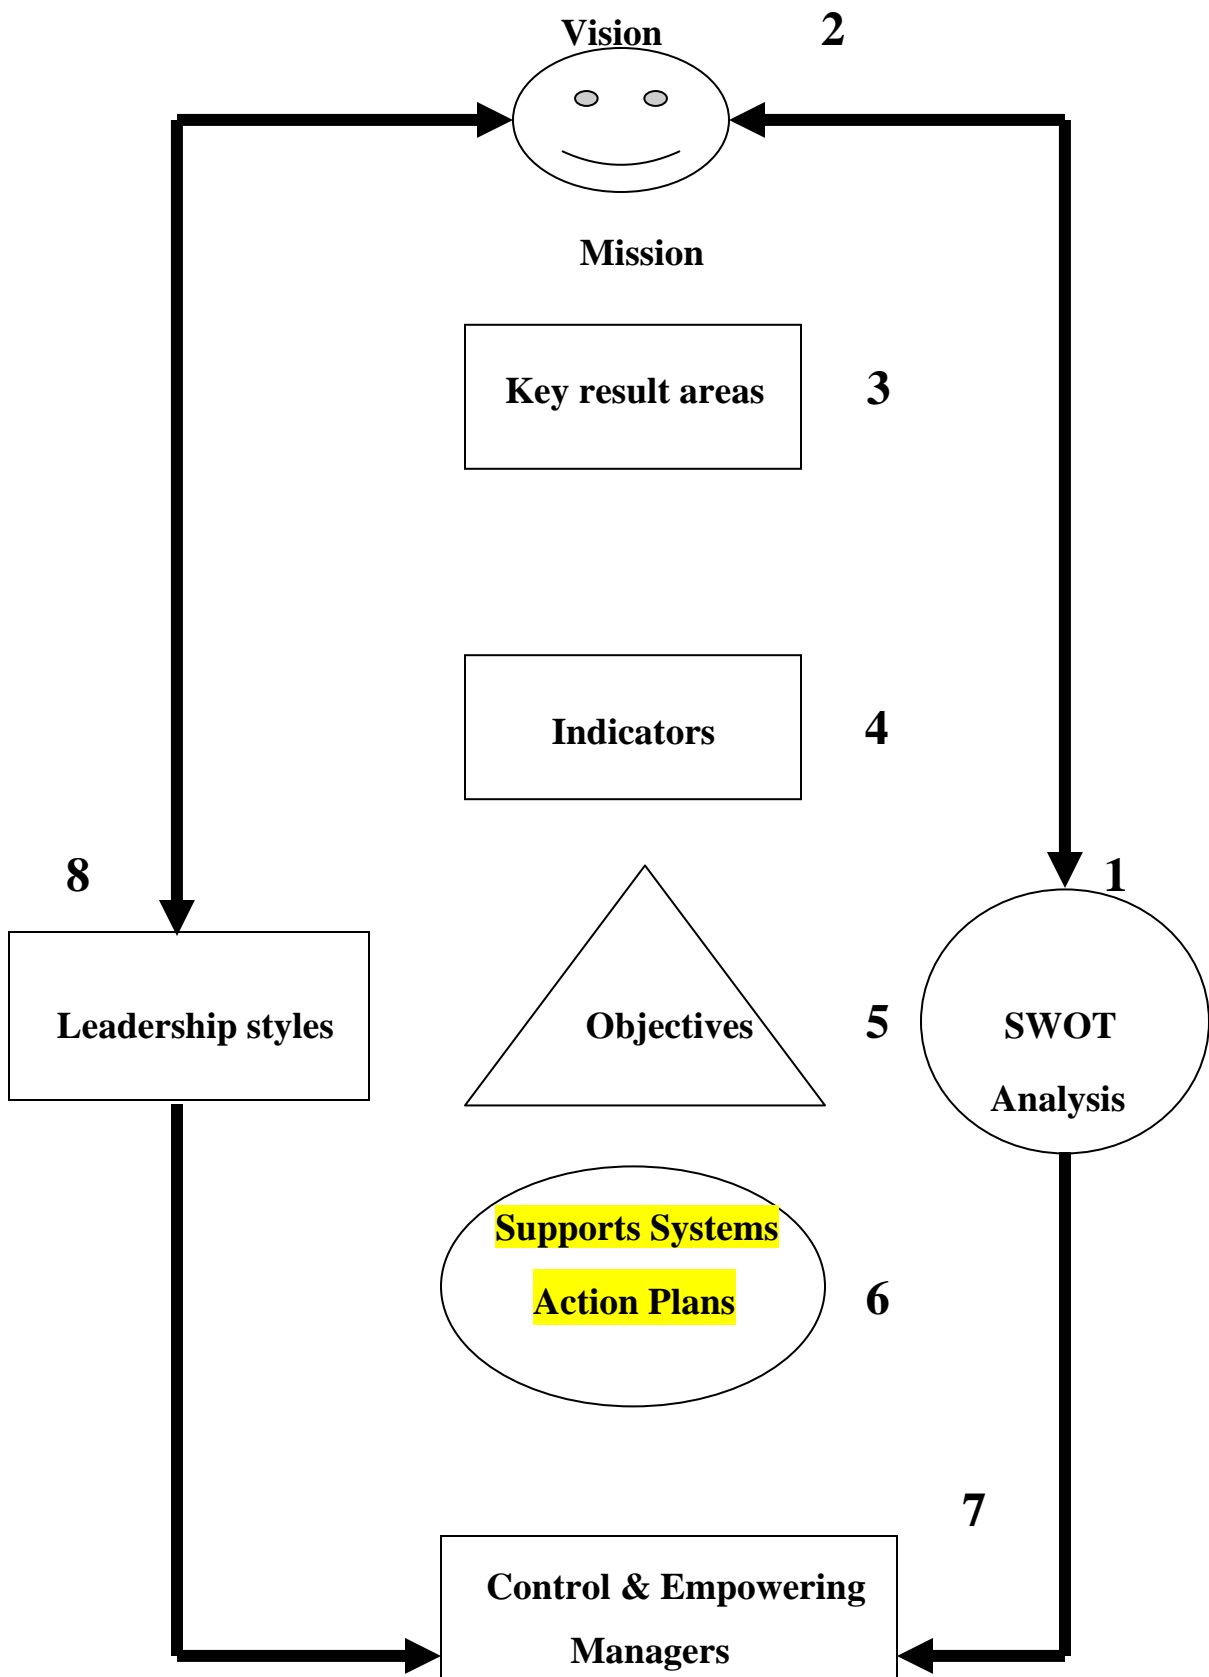 Vision 2
Mission
Key result areas 3
Indicators 4
8 1
Leadership styles Objectives 5 SWOT
Analysis
Supports Systems
Action Plans 6
7
Control & Empowering
Managers